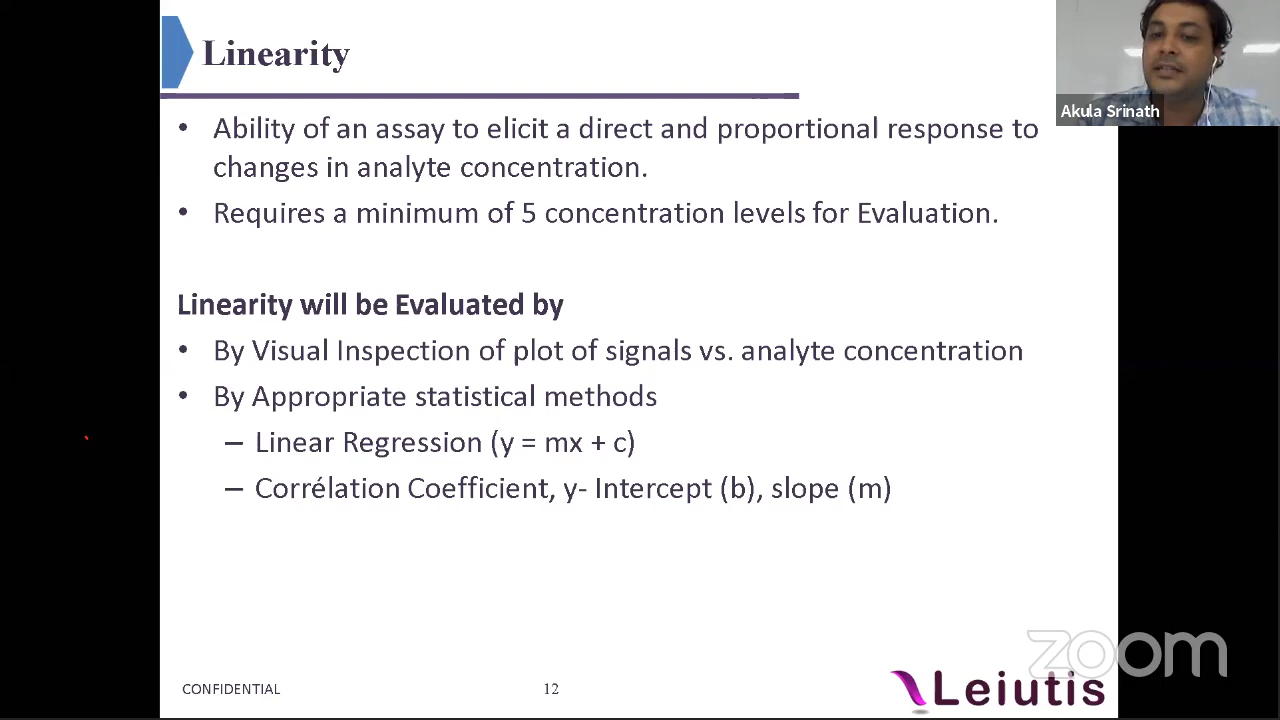 Linearity
Akula Srinath
• Ability of an assay to elicit a direct and proportional response to
changes in analyte concentration.
• Requires a minimum of 5 concentration levels for Evaluation.
Linearity will be Evaluated by
• By Visual Inspection of plot of signals vs. analyte concentration
• By Appropriate statistical methods
– Linear Regression (y = mx + c)
– Corrélation Coefficient, y- Intercept (b), slope (m)
zoom
CONFIDENTIAL
12
Leiutis